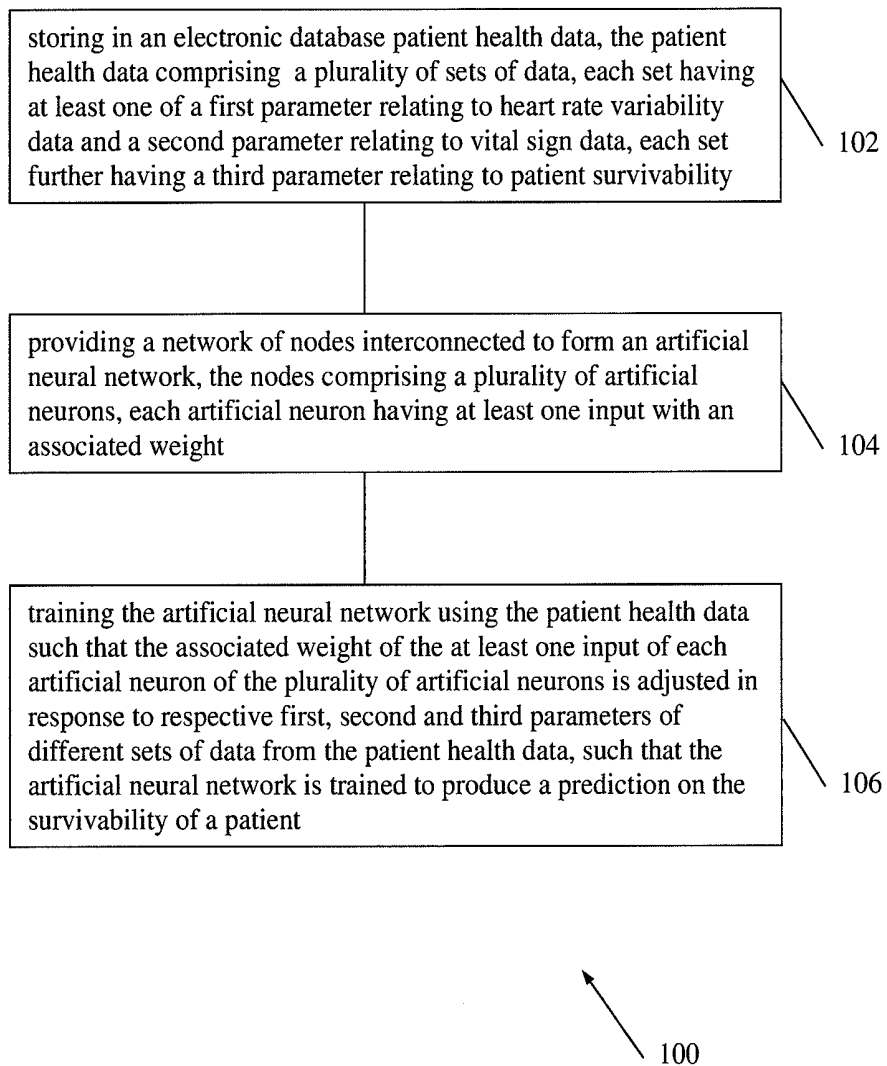 storing in an electronic database patient health data, the patient
health data comprising a plurality of sets of data, each set having
at least one of a first parameter relating to heart rate variability
data and a second parameter relating to vital sign data, each set
further having a third parameter relating to patient survivability
102
providing a network of nodes interconnected to form an artificial
neural network, the nodes comprising a plurality of artificial
neurons, each artificial neuron having at least one input with an
associated weight
104
training the artificial neural network using the patient health data
such that the associated weight of the at least one input of each
artificial neuron of the plurality of artificial neurons is adjusted in
response to respective first, second and third parameters of
different sets of data from the patient health data, such that the
artificial neural network is trained to produce a prediction on the
survivability of a patient
106
100